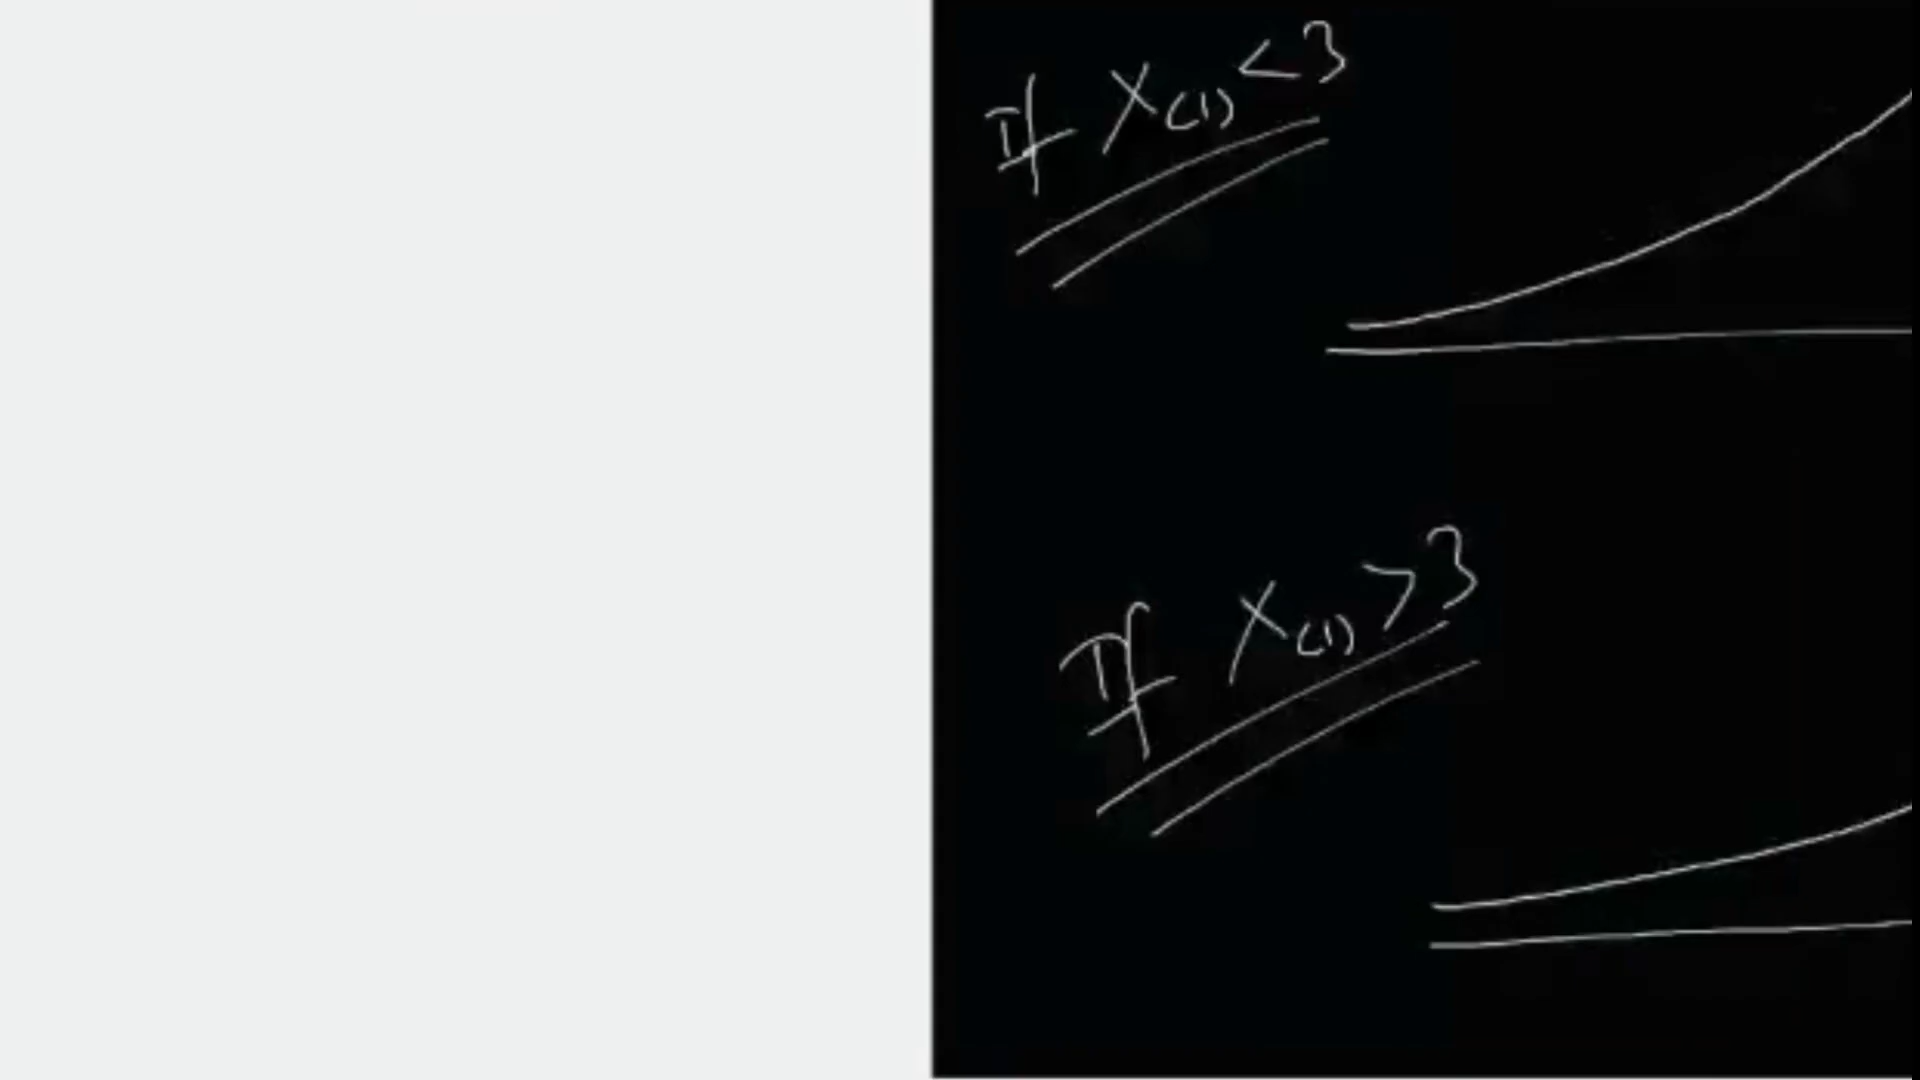 If X(1) < 3
If X(1) > 3